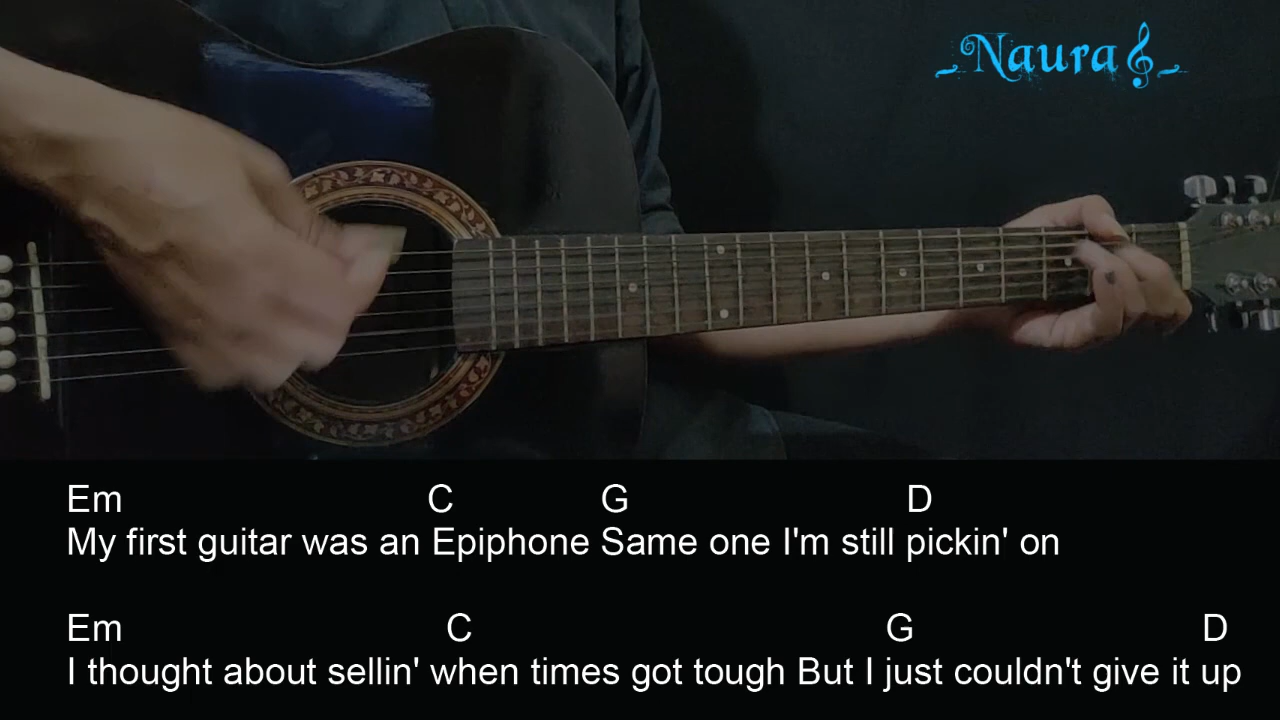 Naura
Em C G D
My first guitar was an Epiphone Same one I'm still pickin' on
Em C G D
I thought about sellin' when times got tough But I just couldn't give it up